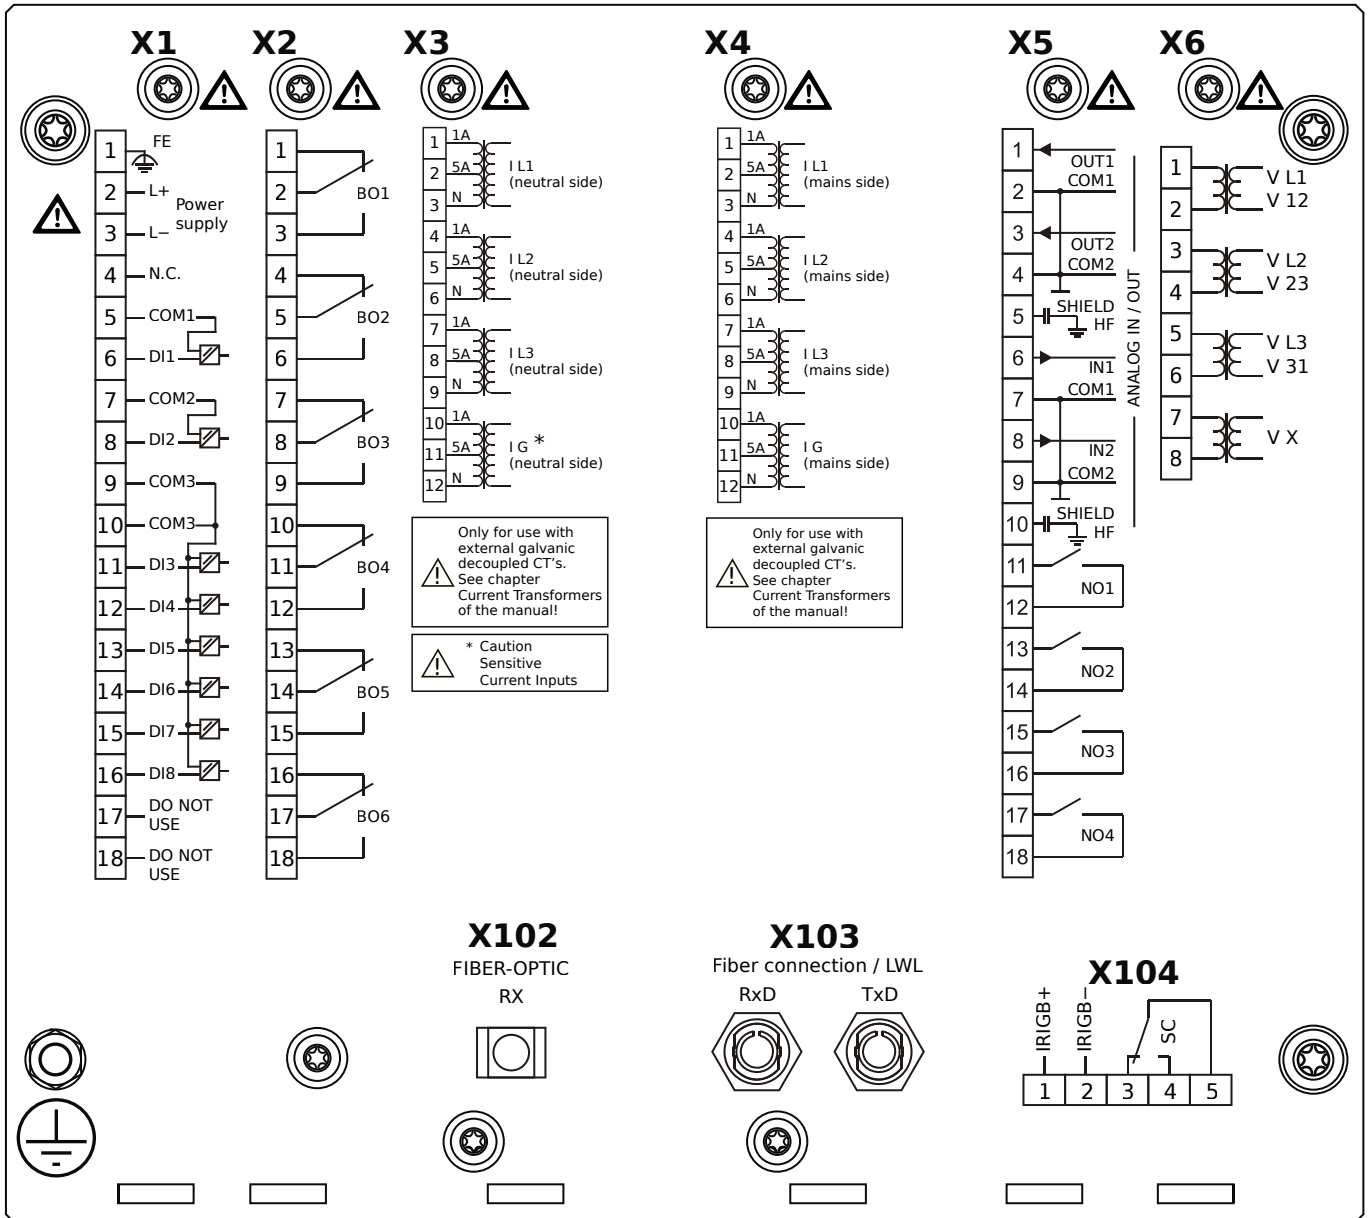 X1
X2
X3
X4
X5
X6
1 FE
2 L+
Power
supply
3 L−
4 N.C.
5 COM1
6 DI1
7 COM2
8 DI2
9 COM3
10 COM3
11 DI3
12 DI4
13 DI5
14 DI6
15 DI7
16 DI8
17 DO NOT
USE
18 DO NOT
USE
1
2 BO1
3
4
5 BO2
6
7
8 BO3
9
10
11 BO4
12
13
14 BO5
15
16
17 BO6
18
1 1A
2 5A I L1
(neutral side)
3 N
4 1A
5 5A I L2
(neutral side)
6 N
7 1A
8 5A I L3
(neutral side)
9 N
10 1A
11 5A I G *
(neutral side)
12 N
Only for use with
external galvanic
decoupled CT's.
See chapter
Current Transformers
of the manual!
* Caution
Sensitive
Current Inputs
1 1A
2 5A I L1
(mains side)
3 N
4 1A
5 5A I L2
(mains side)
6 N
7 1A
8 5A I L3
(mains side)
9 N
10 1A
11 5A I G
(mains side)
12 N
Only for use with
external galvanic
decoupled CT's.
See chapter
Current Transformers
of the manual!
1 OUT1
2 COM1
3 OUT2
4 COM2
5 SHIELD
HF
6 IN1
7 COM1
8 IN2
9 COM2
10 SHIELD
HF
ANALOG IN / OUT
11
NO1
12
13
NO2
14
15
NO3
16
17
NO4
18
1 V L1
2 V 12
3 V L2
4 V 23
5 V L3
6 V 31
7
V X
8
X102
FIBER-OPTIC
RX
X103
Fiber connection / LWL
RxD TxD
X104
IRIGB+ IRIGB− SC
1 2 3 4 5